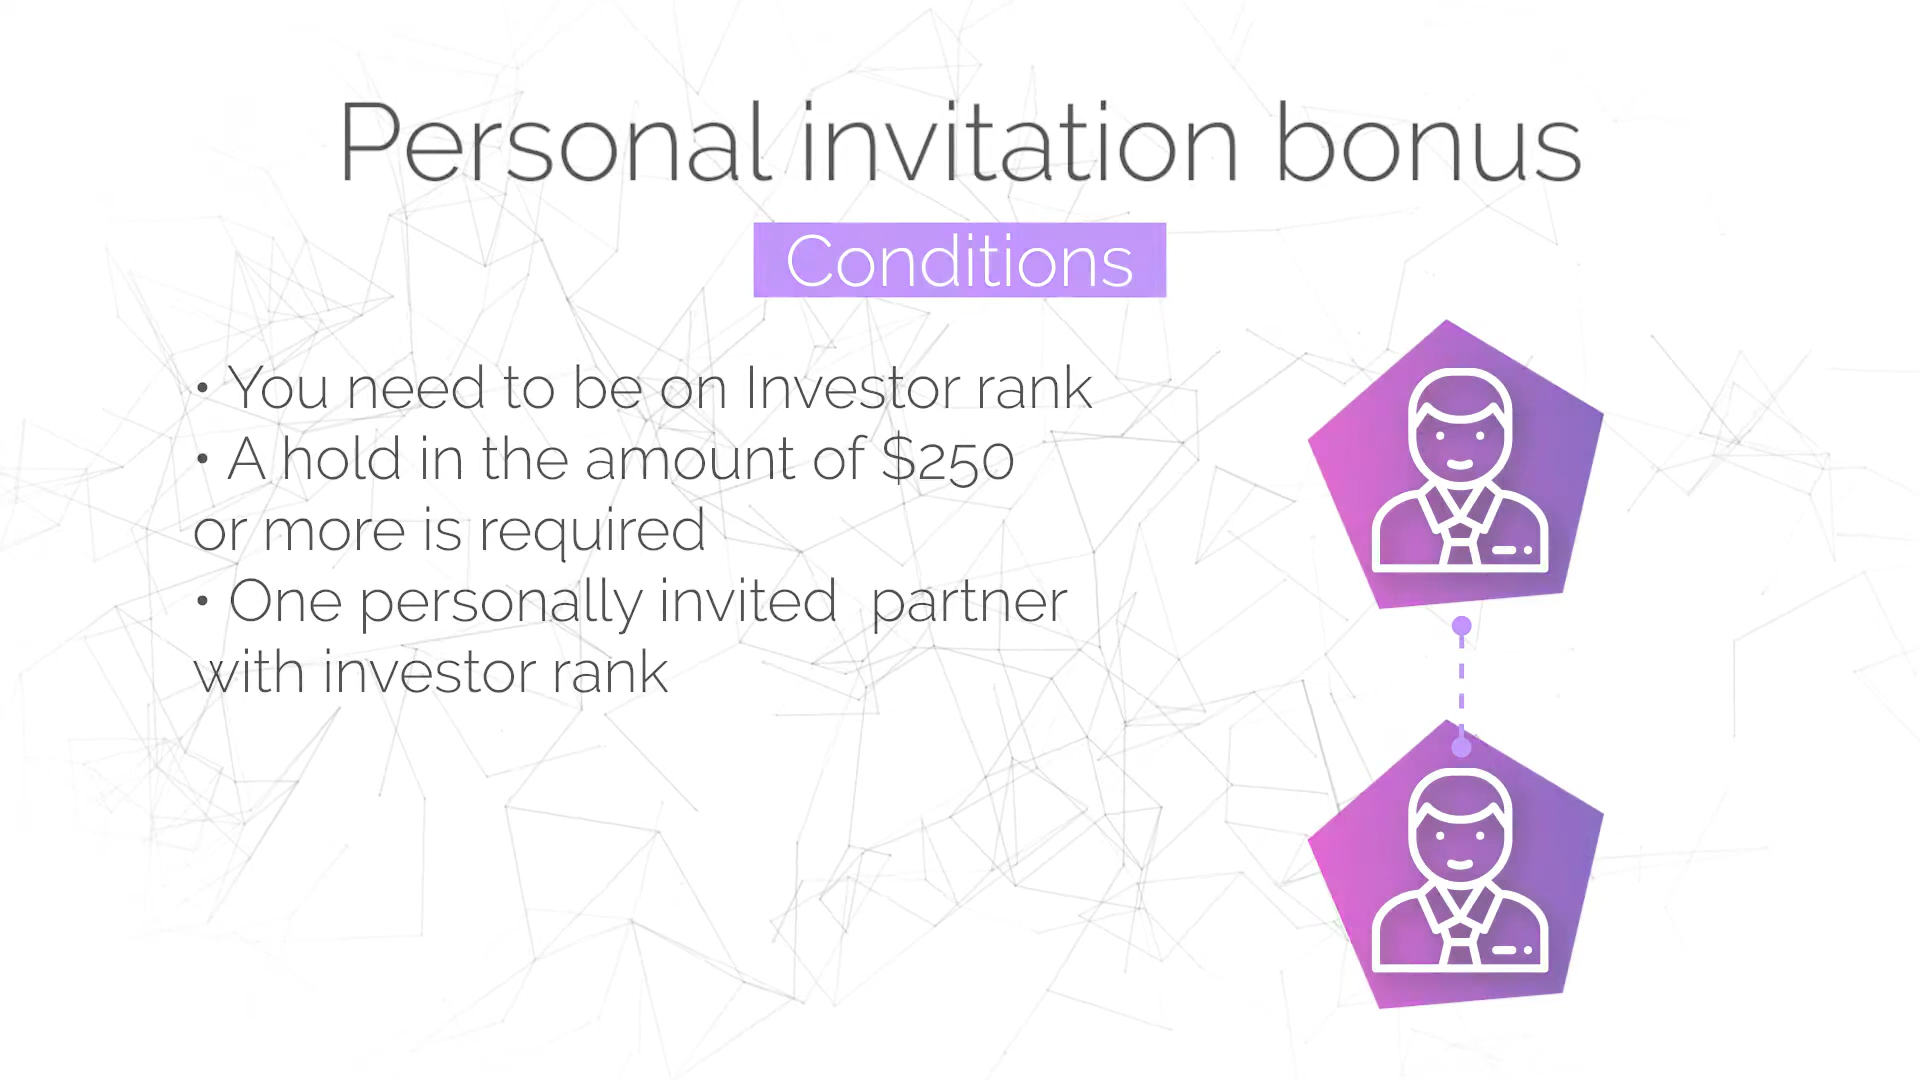 Personal invitation bonus
Conditions
• You need to be on Investor rank
• A hold in the amount of $250
or more is required
• One personally invited  partner
with investor rank